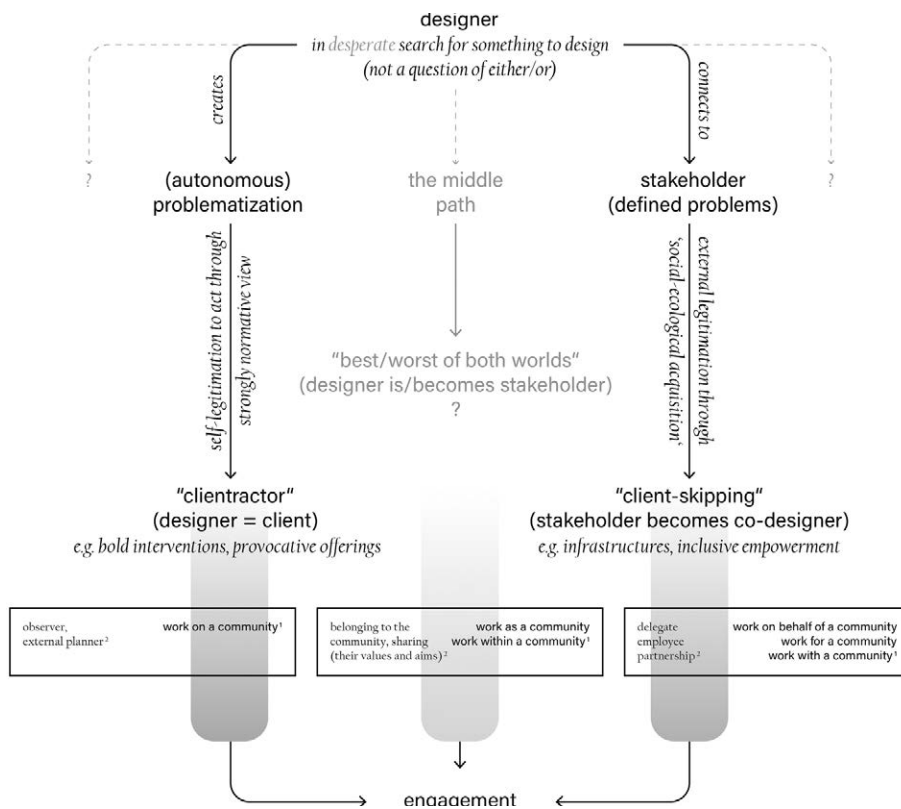 designer
in desperate search for something to design
(not a question of either/or)
creates
connects to
?
(autonomous)
problematization
the middle
path
stakeholder
(defined problems)
?
self-legitimation to act through
strongly normative view
external legitimation through
‘social-ecological acquisition‘
"best/worst of both worlds"
(designer is/becomes stakeholder)
?
"clientractor"
(designer = client)
e.g. bold interventions, provocative offerings
"client-skipping"
(stakeholder becomes co-designer)
e.g. infrastructures, inclusive empowerment
observer,
external planner²
work on a community¹
belonging to the
community, sharing
(their values and aims)²
work as a community
work within a community¹
delegate
employee
partnership²
work on behalf of a community
work for a community
work with a community¹
engagement